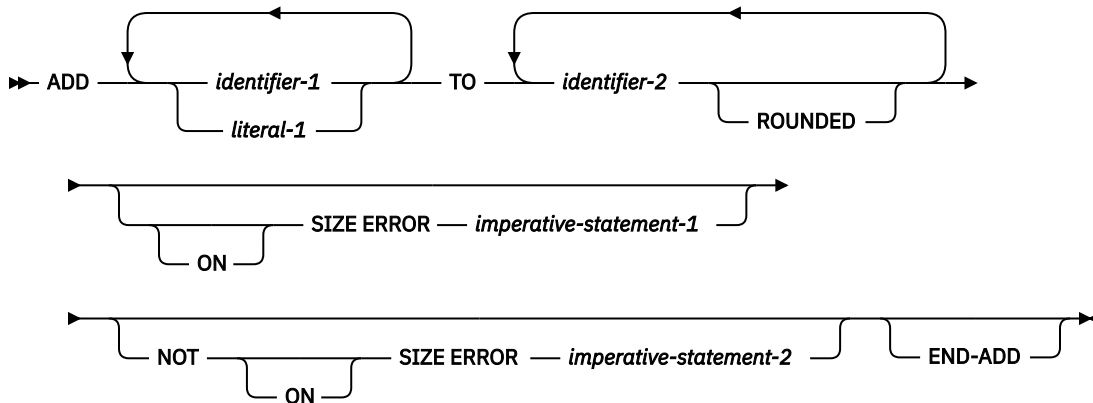 ADD identifier-1 TO identifier-2
literal-1 ROUNDED
SIZE ERROR imperative-statement-1
ON
NOT SIZE ERROR imperative-statement-2 END-ADD
ON